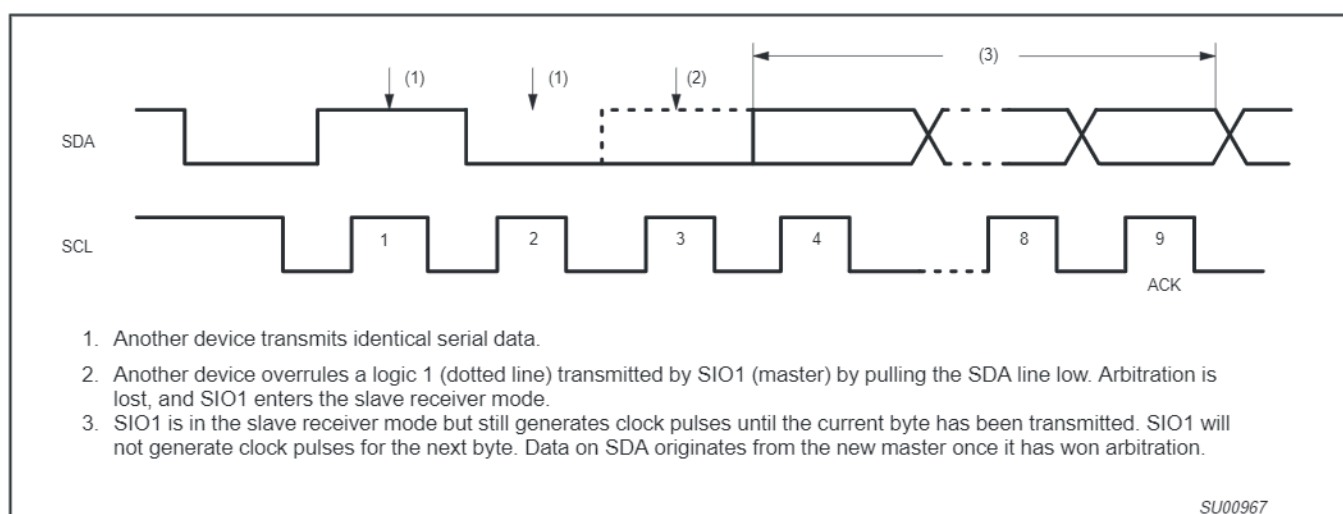 (3)
(1) (1) (2)
SDA
SCL 1 2 3 4 8 9
ACK
1. Another device transmits identical serial data.
2. Another device overrules a logic 1 (dotted line) transmitted by SIO1 (master) by pulling the SDA line low. Arbitration is
lost, and SIO1 enters the slave receiver mode.
3. SIO1 is in the slave receiver mode but still generates clock pulses until the current byte has been transmitted. SIO1 will
not generate clock pulses for the next byte. Data on SDA originates from the new master once it has won arbitration.
SU00967